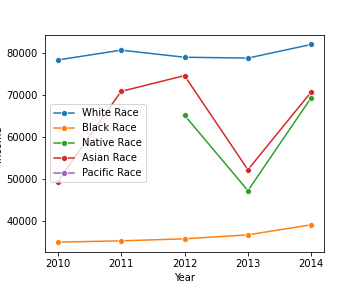 80000
70000
60000
50000
40000
White Race
Black Race
Native Race
Asian Race
Pacific Race
2010 2011 2012 2013 2014
Year